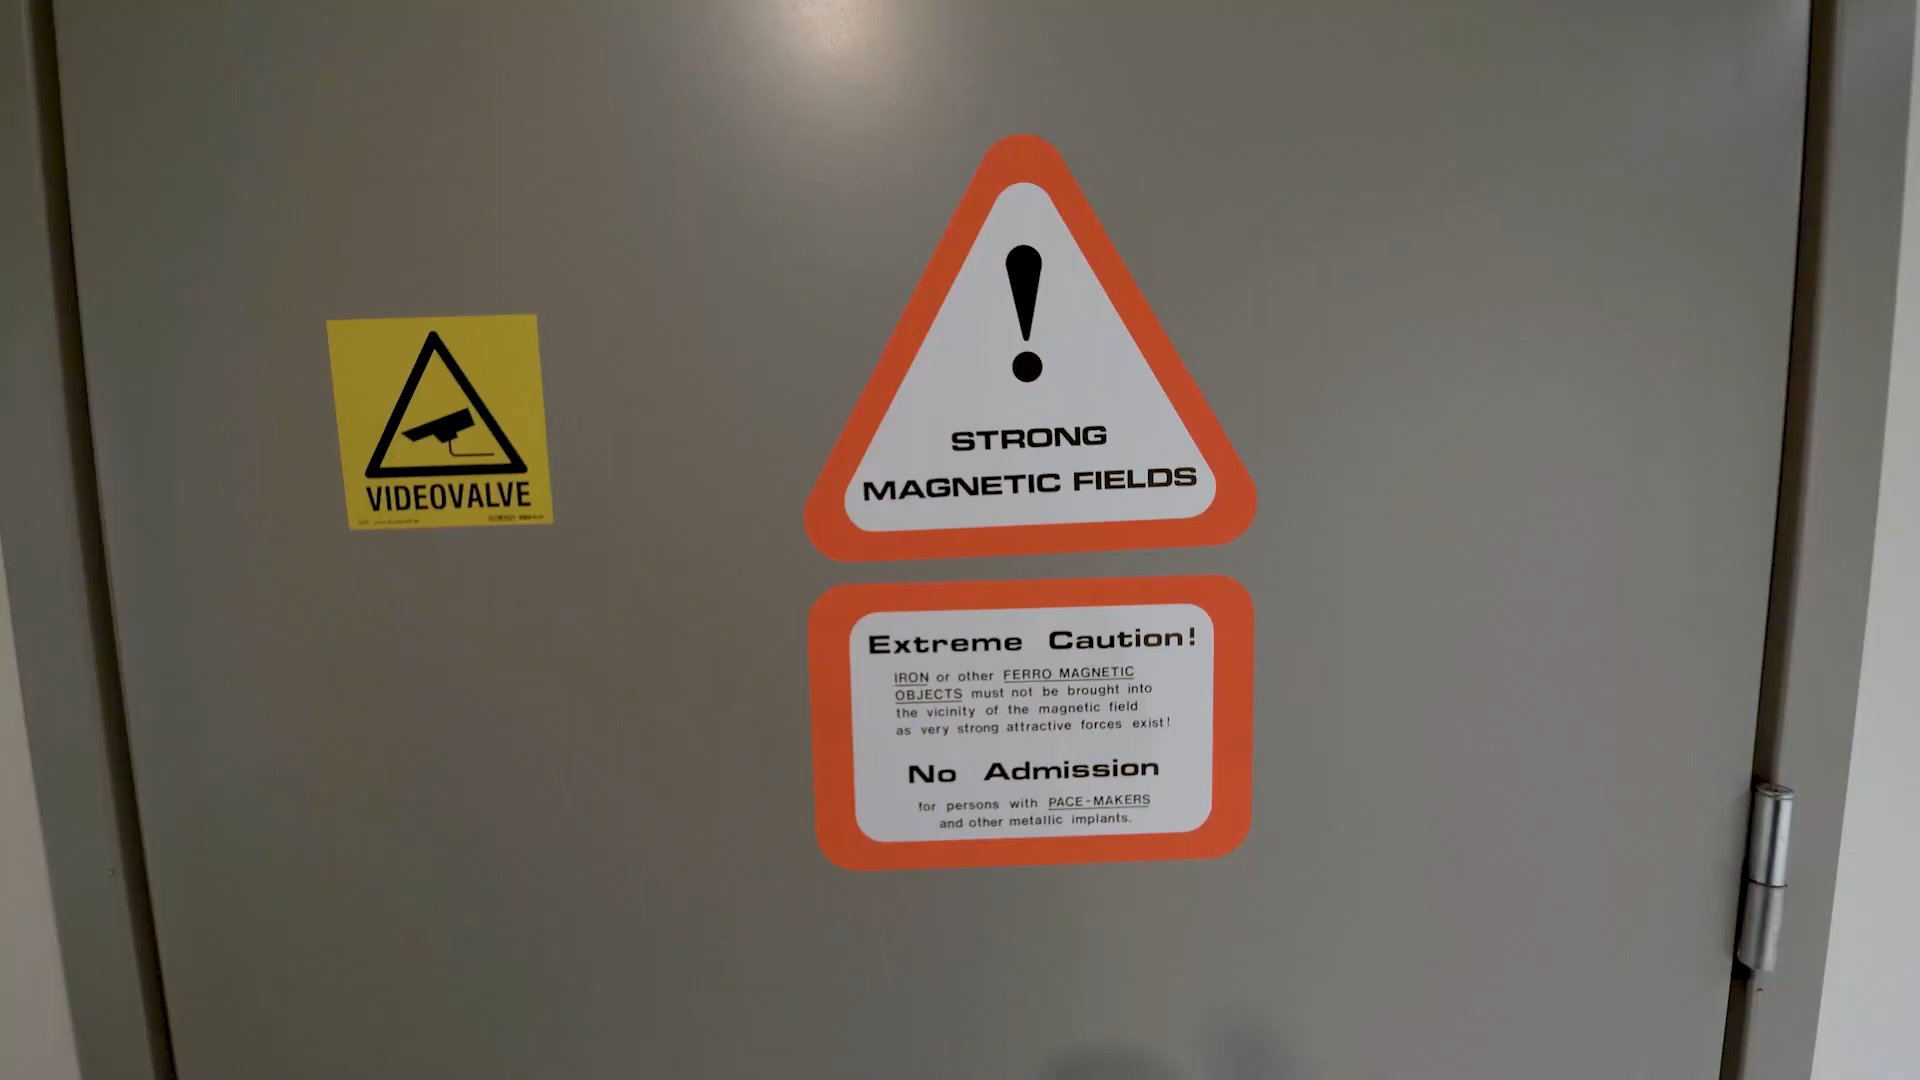 VIDEOVALVE
STRONG
MAGNETIC FIELDS
Extreme Caution!
IRON or other FERRO MAGNETIC
OBJECTS must not be brought into
the vicinity of the magnetic field
as very strong attractive forces exist!
No Admission
for persons with PACE-MAKERS
and other metallic implants.